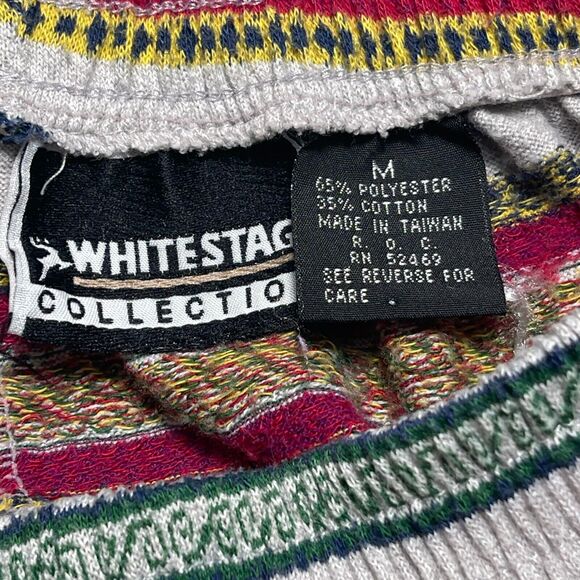 WHITESTAG
COLLECTIO
M
65% POLYESTER
35% COTTON
MADE IN TAIWAN
R. O. C.
RN 52469
SEE REVERSE FOR
CARE